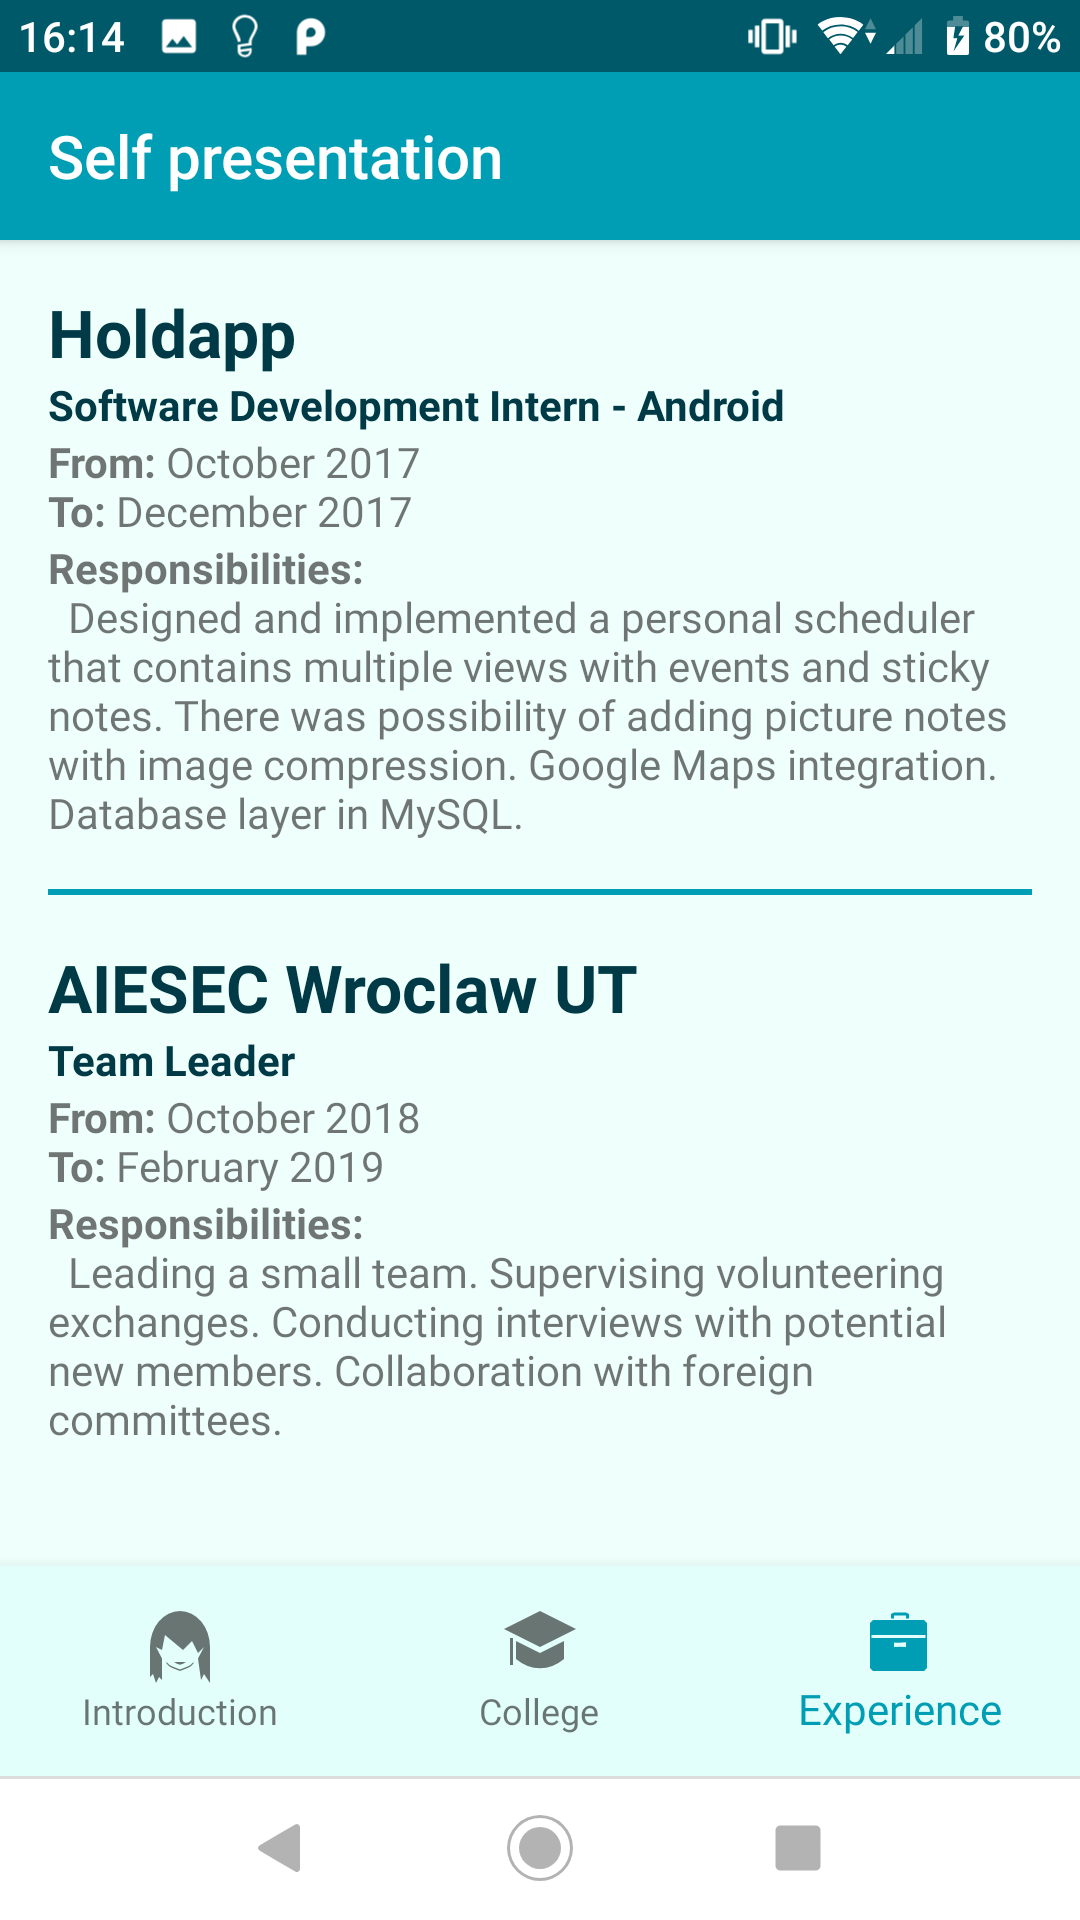 16:14
80%
Self presentation
Holdapp
Software Development Intern - Android
From: October 2017
To: December 2017
Responsibilities:
Designed and implemented a personal scheduler
that contains multiple views with events and sticky
notes. There was possibility of adding picture notes
with image compression. Google Maps integration.
Database layer in MySQL.
AIESEC Wroclaw UT
Team Leader
From: October 2018
To: February 2019
Responsibilities:
Leading a small team. Supervising volunteering
exchanges. Conducting interviews with potential
new members. Collaboration with foreign
committees.
Introduction
College
Experience